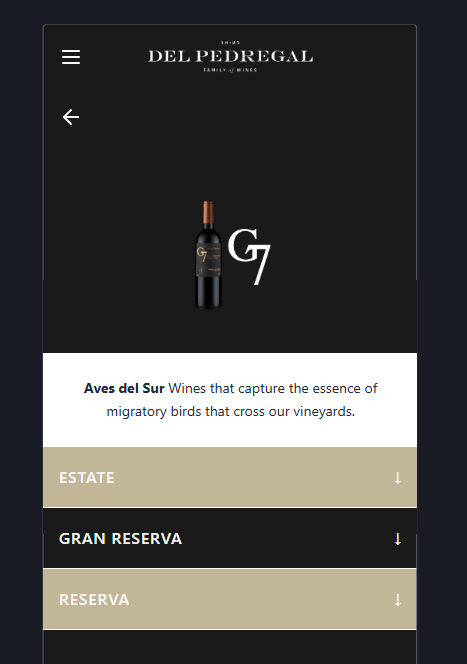 DEL PEDREGAL
FAMILY of WINES
G7
G7
Aves del Sur Wines that capture the essence of
migratory birds that cross our vineyards.
ESTATE ↓
GRAN RESERVA ↓
RESERVA ↓